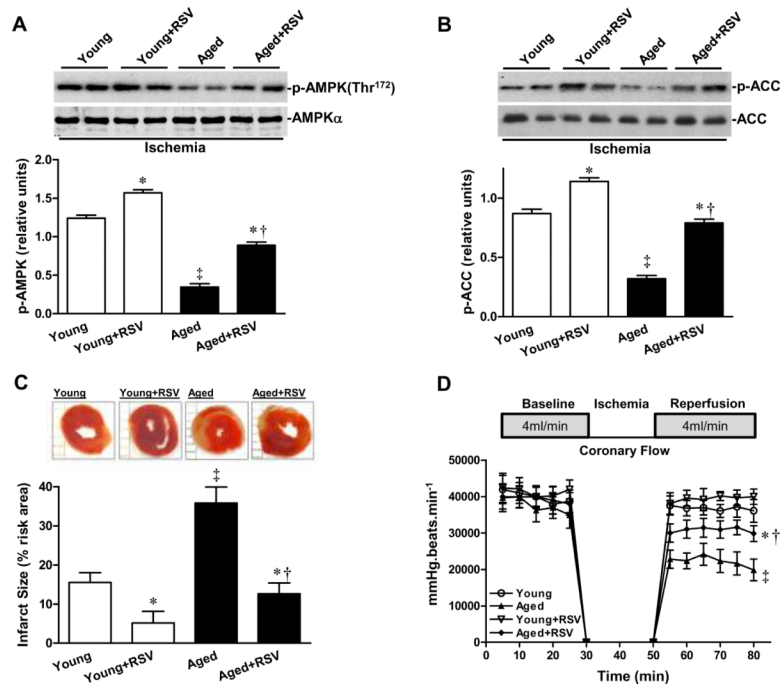 A
Young
Young+RSV
Aged
Aged+RSV
-p-AMPK(Thr¹⁷²)
-AMPKα
Ischemia
p-AMPK (relative units)
2.0
1.5
1.0
0.5
0.0
*
‡
*†
Young
Young+RSV
Aged
Aged+RSV
B
Young
Young+RSV
Aged
Aged+RSV
-p-ACC
-ACC
Ischemia
p-ACC (relative units)
1.0
0.5
0.0
*
‡
*†
Young
Young+RSV
Aged
Aged+RSV
C
Young
Young+RSV
Aged
Aged+RSV
Infarct Size (% risk area)
40
30
20
10
0
*
‡
*†
Young
Young+RSV
Aged
Aged+RSV
D
Baseline
Ischemia
Reperfusion
4ml/min
4ml/min
Coronary Flow
mmHg.beats.min⁻¹
50000
40000
30000
20000
10000
0
*†
‡
Young
Aged
Young+RSV
Aged+RSV
0 10 20 30 40 50 60 70 80
Time (min)